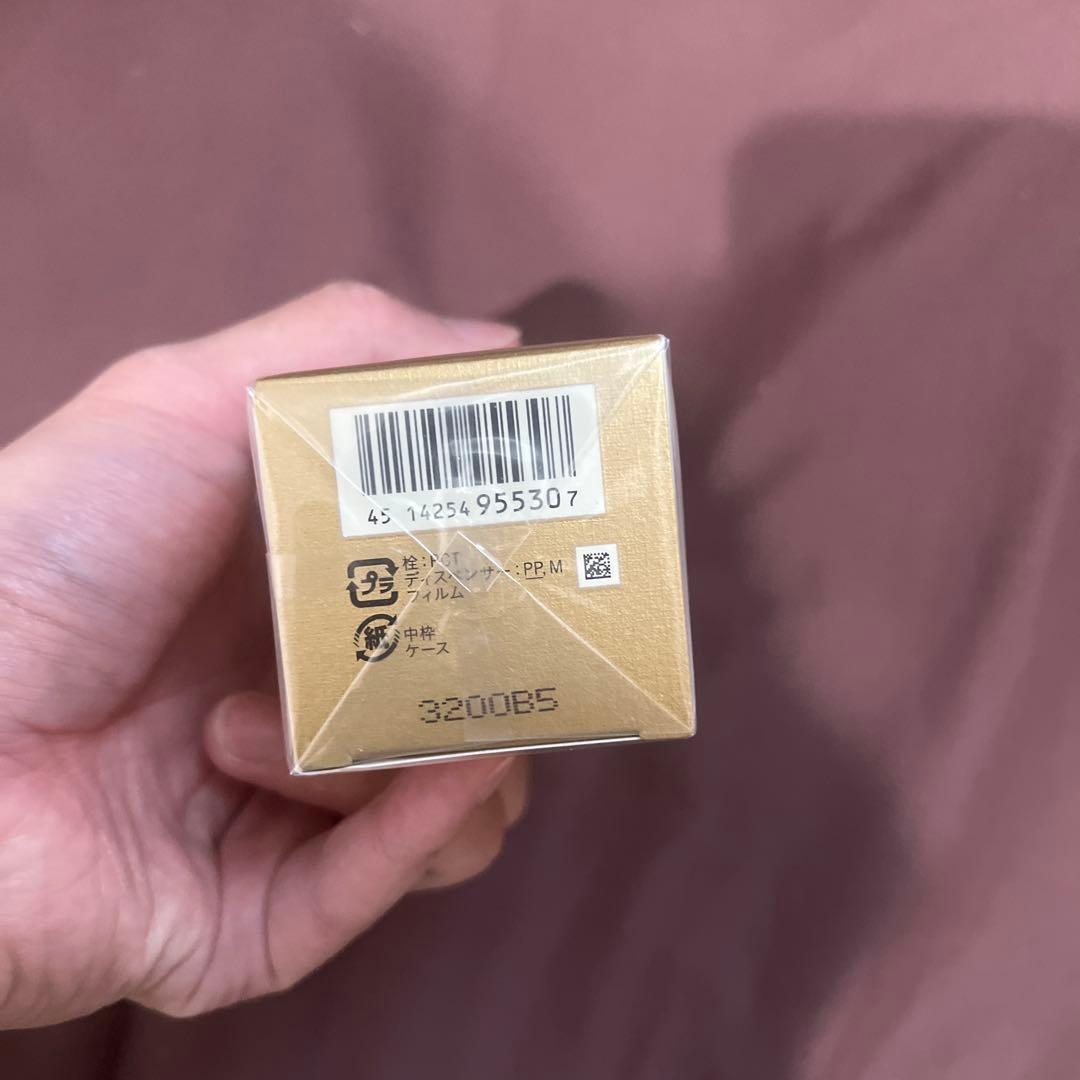 45 14254 955307
プラ
栓:PCT
ディスペンサー:PP,M
フィルム
紙
中枠
ケース
3200B5